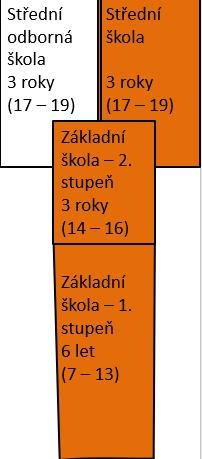 Střední
odborná
škola
3 roky
(17 – 19)
Střední
škola
3 roky
(17 – 19)
Základní
škola – 2.
stupeň
3 roky
(14 – 16)
Základní
škola – 1.
stupeň
6 let
(7 – 13)